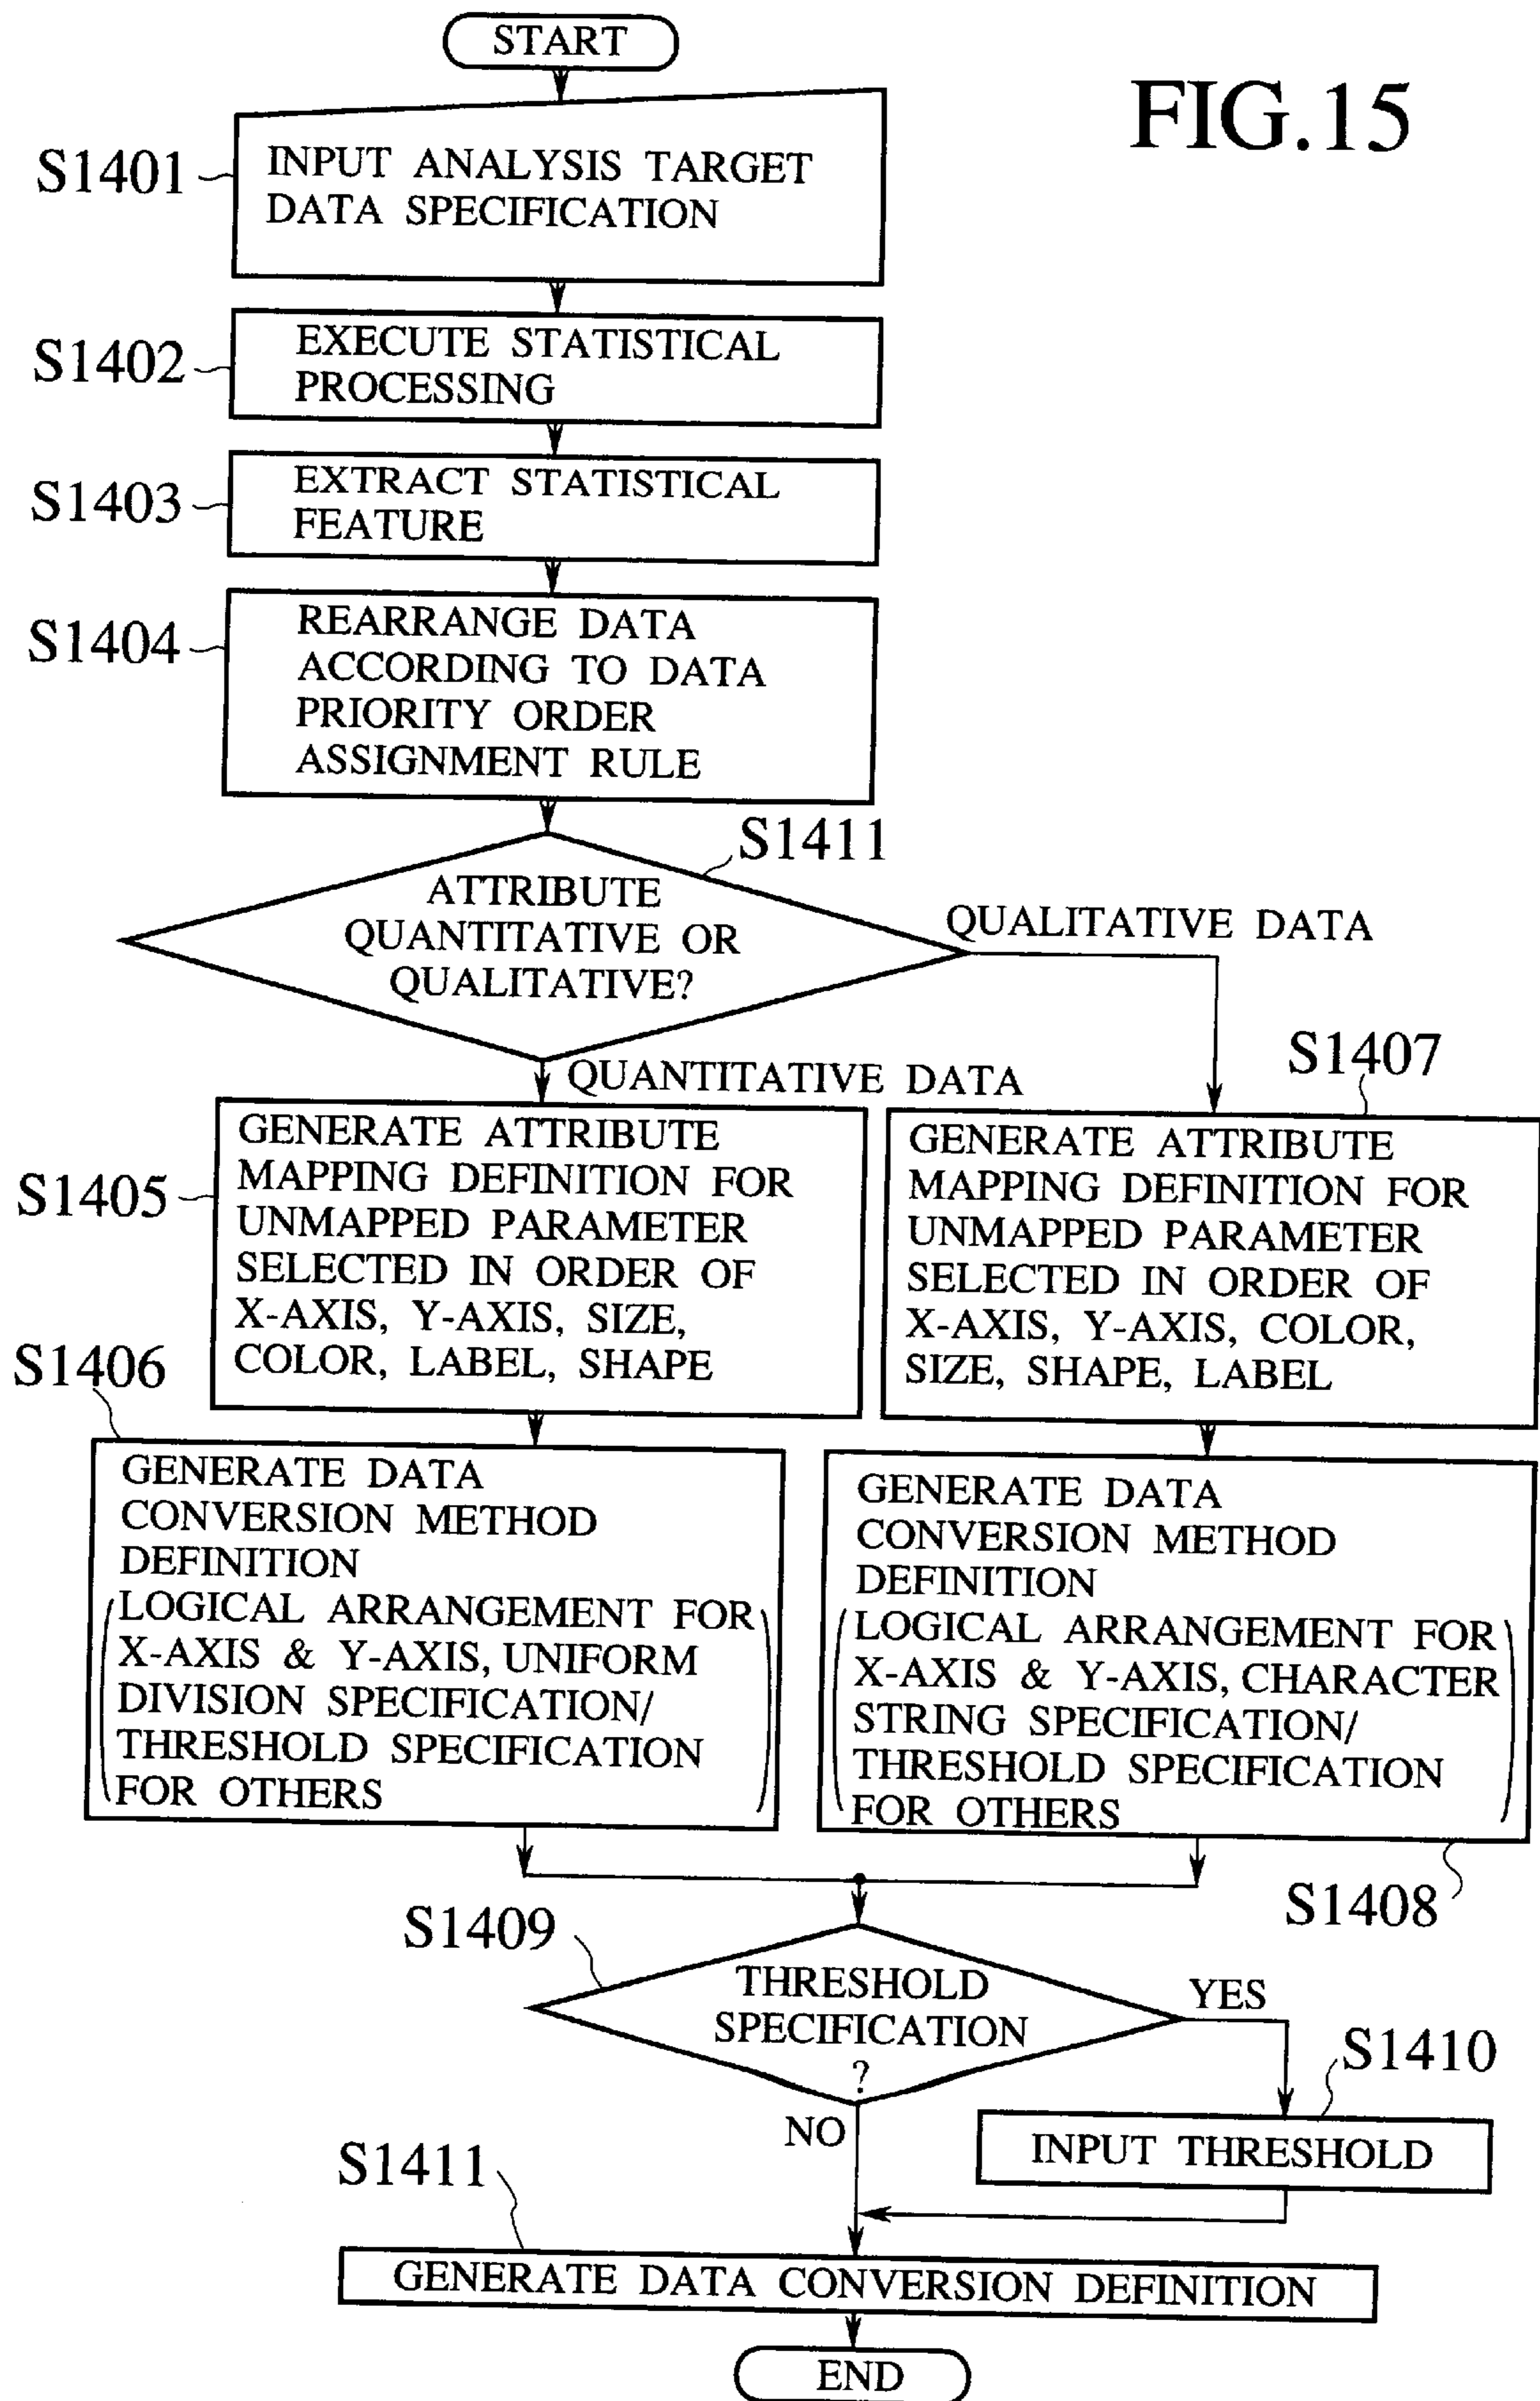 START
FIG.15
S1401
INPUT ANALYSIS TARGET
DATA SPECIFICATION
S1402
EXECUTE STATISTICAL
PROCESSING
S1403
EXTRACT STATISTICAL
FEATURE
S1404
REARRANGE DATA
ACCORDING TO DATA
PRIORITY ORDER
ASSIGNMENT RULE
S1411
ATTRIBUTE
QUANTITATIVE OR
QUALITATIVE?
QUALITATIVE DATA
QUANTITATIVE DATA
S1405
GENERATE ATTRIBUTE
MAPPING DEFINITION FOR
UNMAPPED PARAMETER
SELECTED IN ORDER OF
X-AXIS, Y-AXIS, SIZE,
COLOR, LABEL, SHAPE
S1407
GENERATE ATTRIBUTE
MAPPING DEFINITION FOR
UNMAPPED PARAMETER
SELECTED IN ORDER OF
X-AXIS, Y-AXIS, COLOR,
SIZE, SHAPE, LABEL
S1406
GENERATE DATA
CONVERSION METHOD
DEFINITION
(LOGICAL ARRANGEMENT FOR
X-AXIS & Y-AXIS, UNIFORM
DIVISION SPECIFICATION/
THRESHOLD SPECIFICATION
FOR OTHERS)
GENERATE DATA
CONVERSION METHOD
DEFINITION
(LOGICAL ARRANGEMENT FOR
X-AXIS & Y-AXIS, CHARACTER
STRING SPECIFICATION/
THRESHOLD SPECIFICATION
FOR OTHERS)
S1408
S1409
THRESHOLD
SPECIFICATION
?
YES
NO
S1410
INPUT THRESHOLD
S1411
GENERATE DATA CONVERSION DEFINITION
END